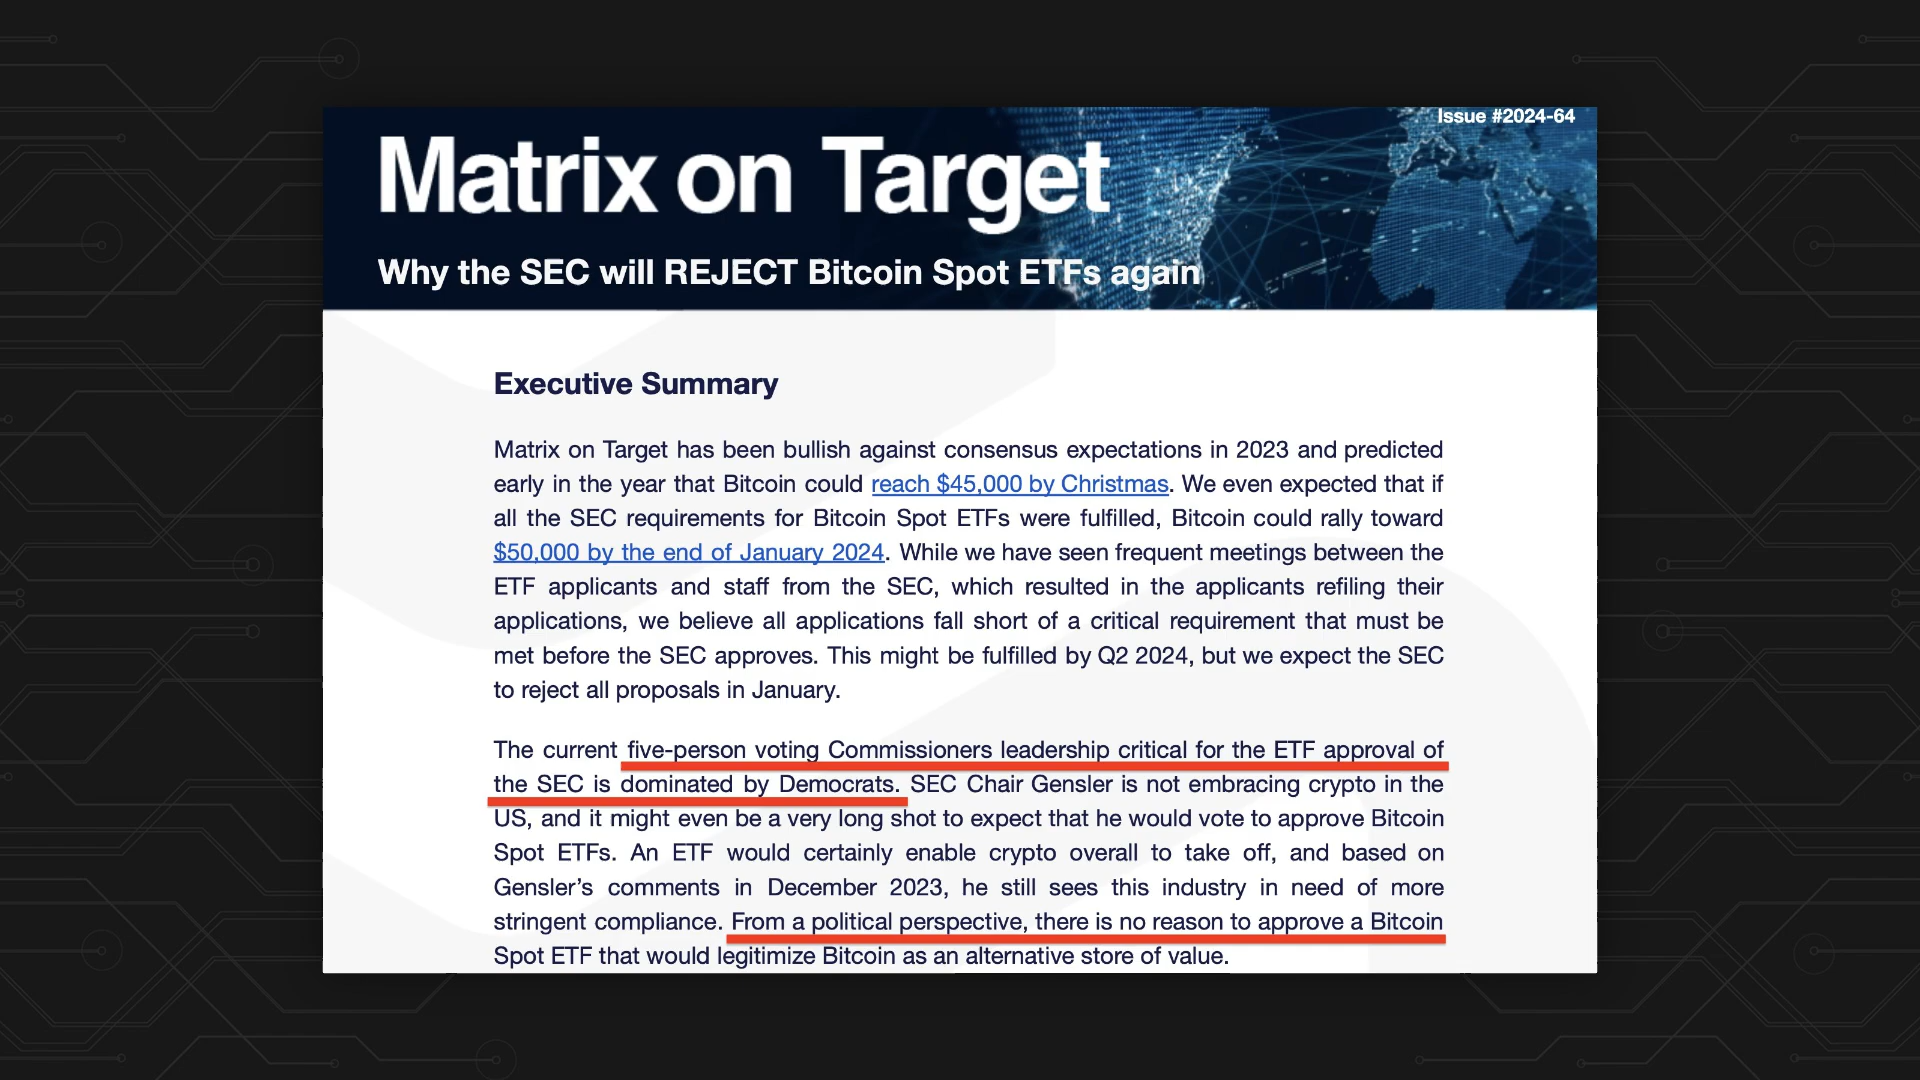 Issue #2024-64
Matrix on Target
Why the SEC will REJECT Bitcoin Spot ETFs again
Executive Summary
Matrix on Target has been bullish against consensus expectations in 2023 and predicted
early in the year that Bitcoin could reach $45,000 by Christmas. We even expected that if
all the SEC requirements for Bitcoin Spot ETFs were fulfilled, Bitcoin could rally toward
$50,000 by the end of January 2024. While we have seen frequent meetings between the
ETF applicants and staff from the SEC, which resulted in the applicants refiling their
applications, we believe all applications fall short of a critical requirement that must be
met before the SEC approves. This might be fulfilled by Q2 2024, but we expect the SEC
to reject all proposals in January.
The current five-person voting Commissioners leadership critical for the ETF approval of
the SEC is dominated by Democrats. SEC Chair Gensler is not embracing crypto in the
US, and it might even be a very long shot to expect that he would vote to approve Bitcoin
Spot ETFs. An ETF would certainly enable crypto overall to take off, and based on
Gensler’s comments in December 2023, he still sees this industry in need of more
stringent compliance. From a political perspective, there is no reason to approve a Bitcoin
Spot ETF that would legitimize Bitcoin as an alternative store of value.